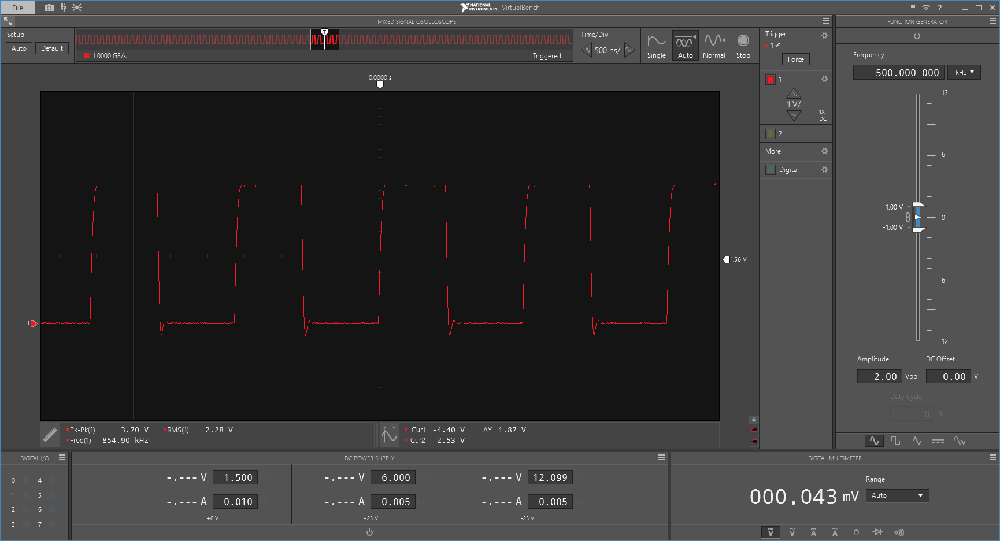 File
NATIONAL INSTRUMENTS VirtualBench
?
MIXED SIGNAL OSCILLOSCOPE
FUNCTION GENERATOR
Setup
Auto Default
T
1.0000 GS/s
Triggered
Time/Div
500 ns/
Single Auto Normal Stop
Trigger
1
Force
0.0000 s
T
1
1 V/
1X
DC
2
More
Digital
T 1.56 V
1
Pk-Pk(1) 3.70 V RMS(1) 2.28 V
Freq(1) 854.90 kHz
Cur1 -4.40 V ΔY 1.87 V
Cur2 -2.53 V
Frequency
500.000 000 kHz
12
6
1.00 V
0
-1.00 V
-6
-12
Amplitude DC Offset
2.00 Vpp 0.00 V
Duty Cycle
0 %
DIGITAL I/O
0 4
1 5
2 6
3 7
DC POWER SUPPLY
-.--- V 1.500 -.--- V 6.000 -.--- V - 12.099
-.--- A 0.010 CC -.--- A 0.005 CC -.--- A 0.005 CC
+6 V +25 V -25 V
DIGITAL MULTIMETER
Range
000.043 mV Auto
V V A A Ω